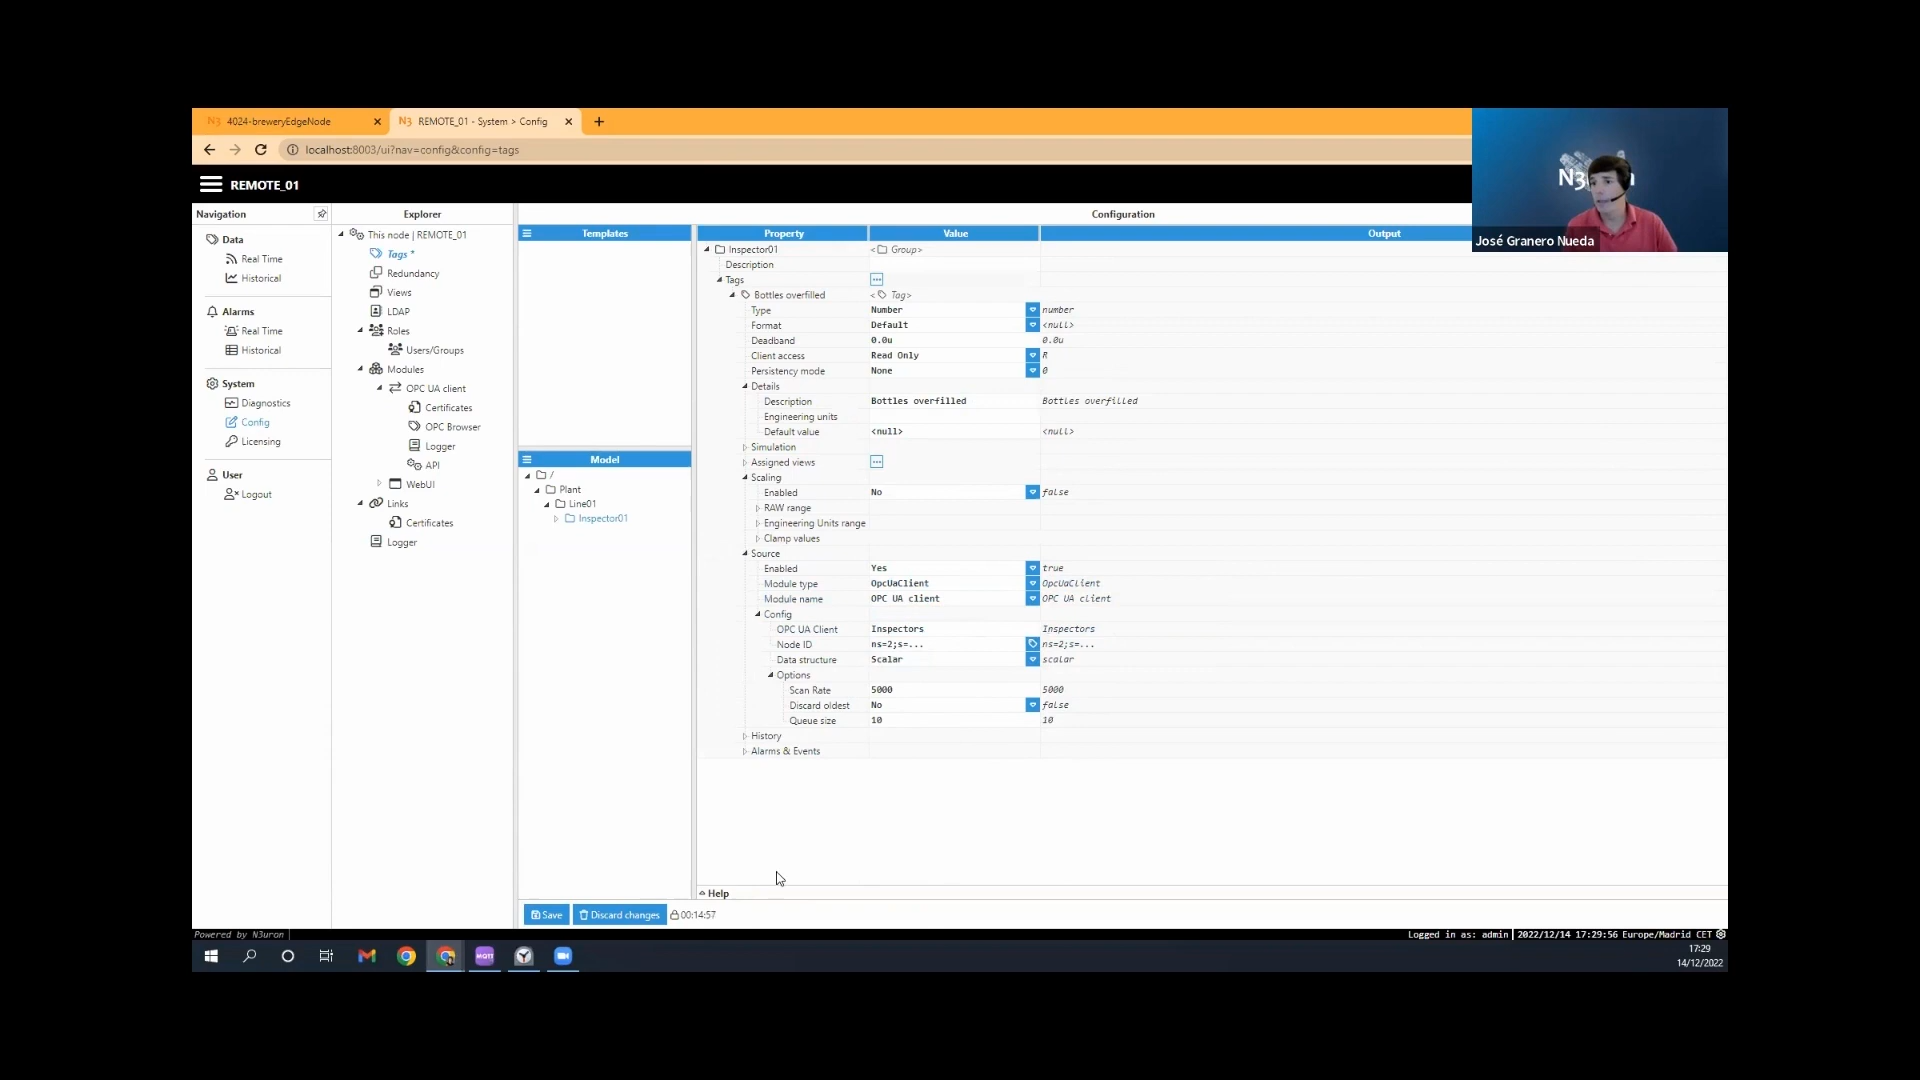 N3 4024-breweryEdgeNode
N3 REMOTE_01 - System > Config
localhost:8003/ui?nav=config&config=tags
REMOTE_01
Navigation
Data
Real Time
Historical
Alarms
Real Time
Historical
System
Diagnostics
Config
Licensing
User
Logout
Explorer
This node | REMOTE_01
Tags *
Redundancy
Views
LDAP
Roles
Users/Groups
Modules
OPC UA client
Certificates
OPC Browser
Logger
API
WebUI
Links
Certificates
Logger
Configuration
Templates
Model
/
Plant
Line01
Inspector01
Property Value Output
Inspector01 < Group>
Description
Tags ...
Bottles overfilled < Tag>
Type Number number
Format Default <null>
Deadband 0.0u 0.0u
Client access Read Only R
Persistency mode None 0
Details
Description Bottles overfilled Bottles overfilled
Engineering units
Default value <null> <null>
Simulation
Assigned views ...
Scaling
Enabled No false
RAW range
Engineering Units range
Clamp values
Source
Enabled Yes true
Module type OpcUaClient OpcUaClient
Module name OPC UA client OPC UA client
Config
OPC UA Client Inspectors Inspectors
Node ID ns=2;s=... ns=2;s=...
Data structure Scalar scalar
Options
Scan Rate 5000 5000
Discard oldest No false
Queue size 10 10
History
Alarms & Events
Help
Save Discard changes 00:14:57
Powered by N3uron
Logged in as: admin 2022/12/14 17:29:56 Europe/Madrid CET
MQTT
17:29
14/12/2022
José Granero Nueda